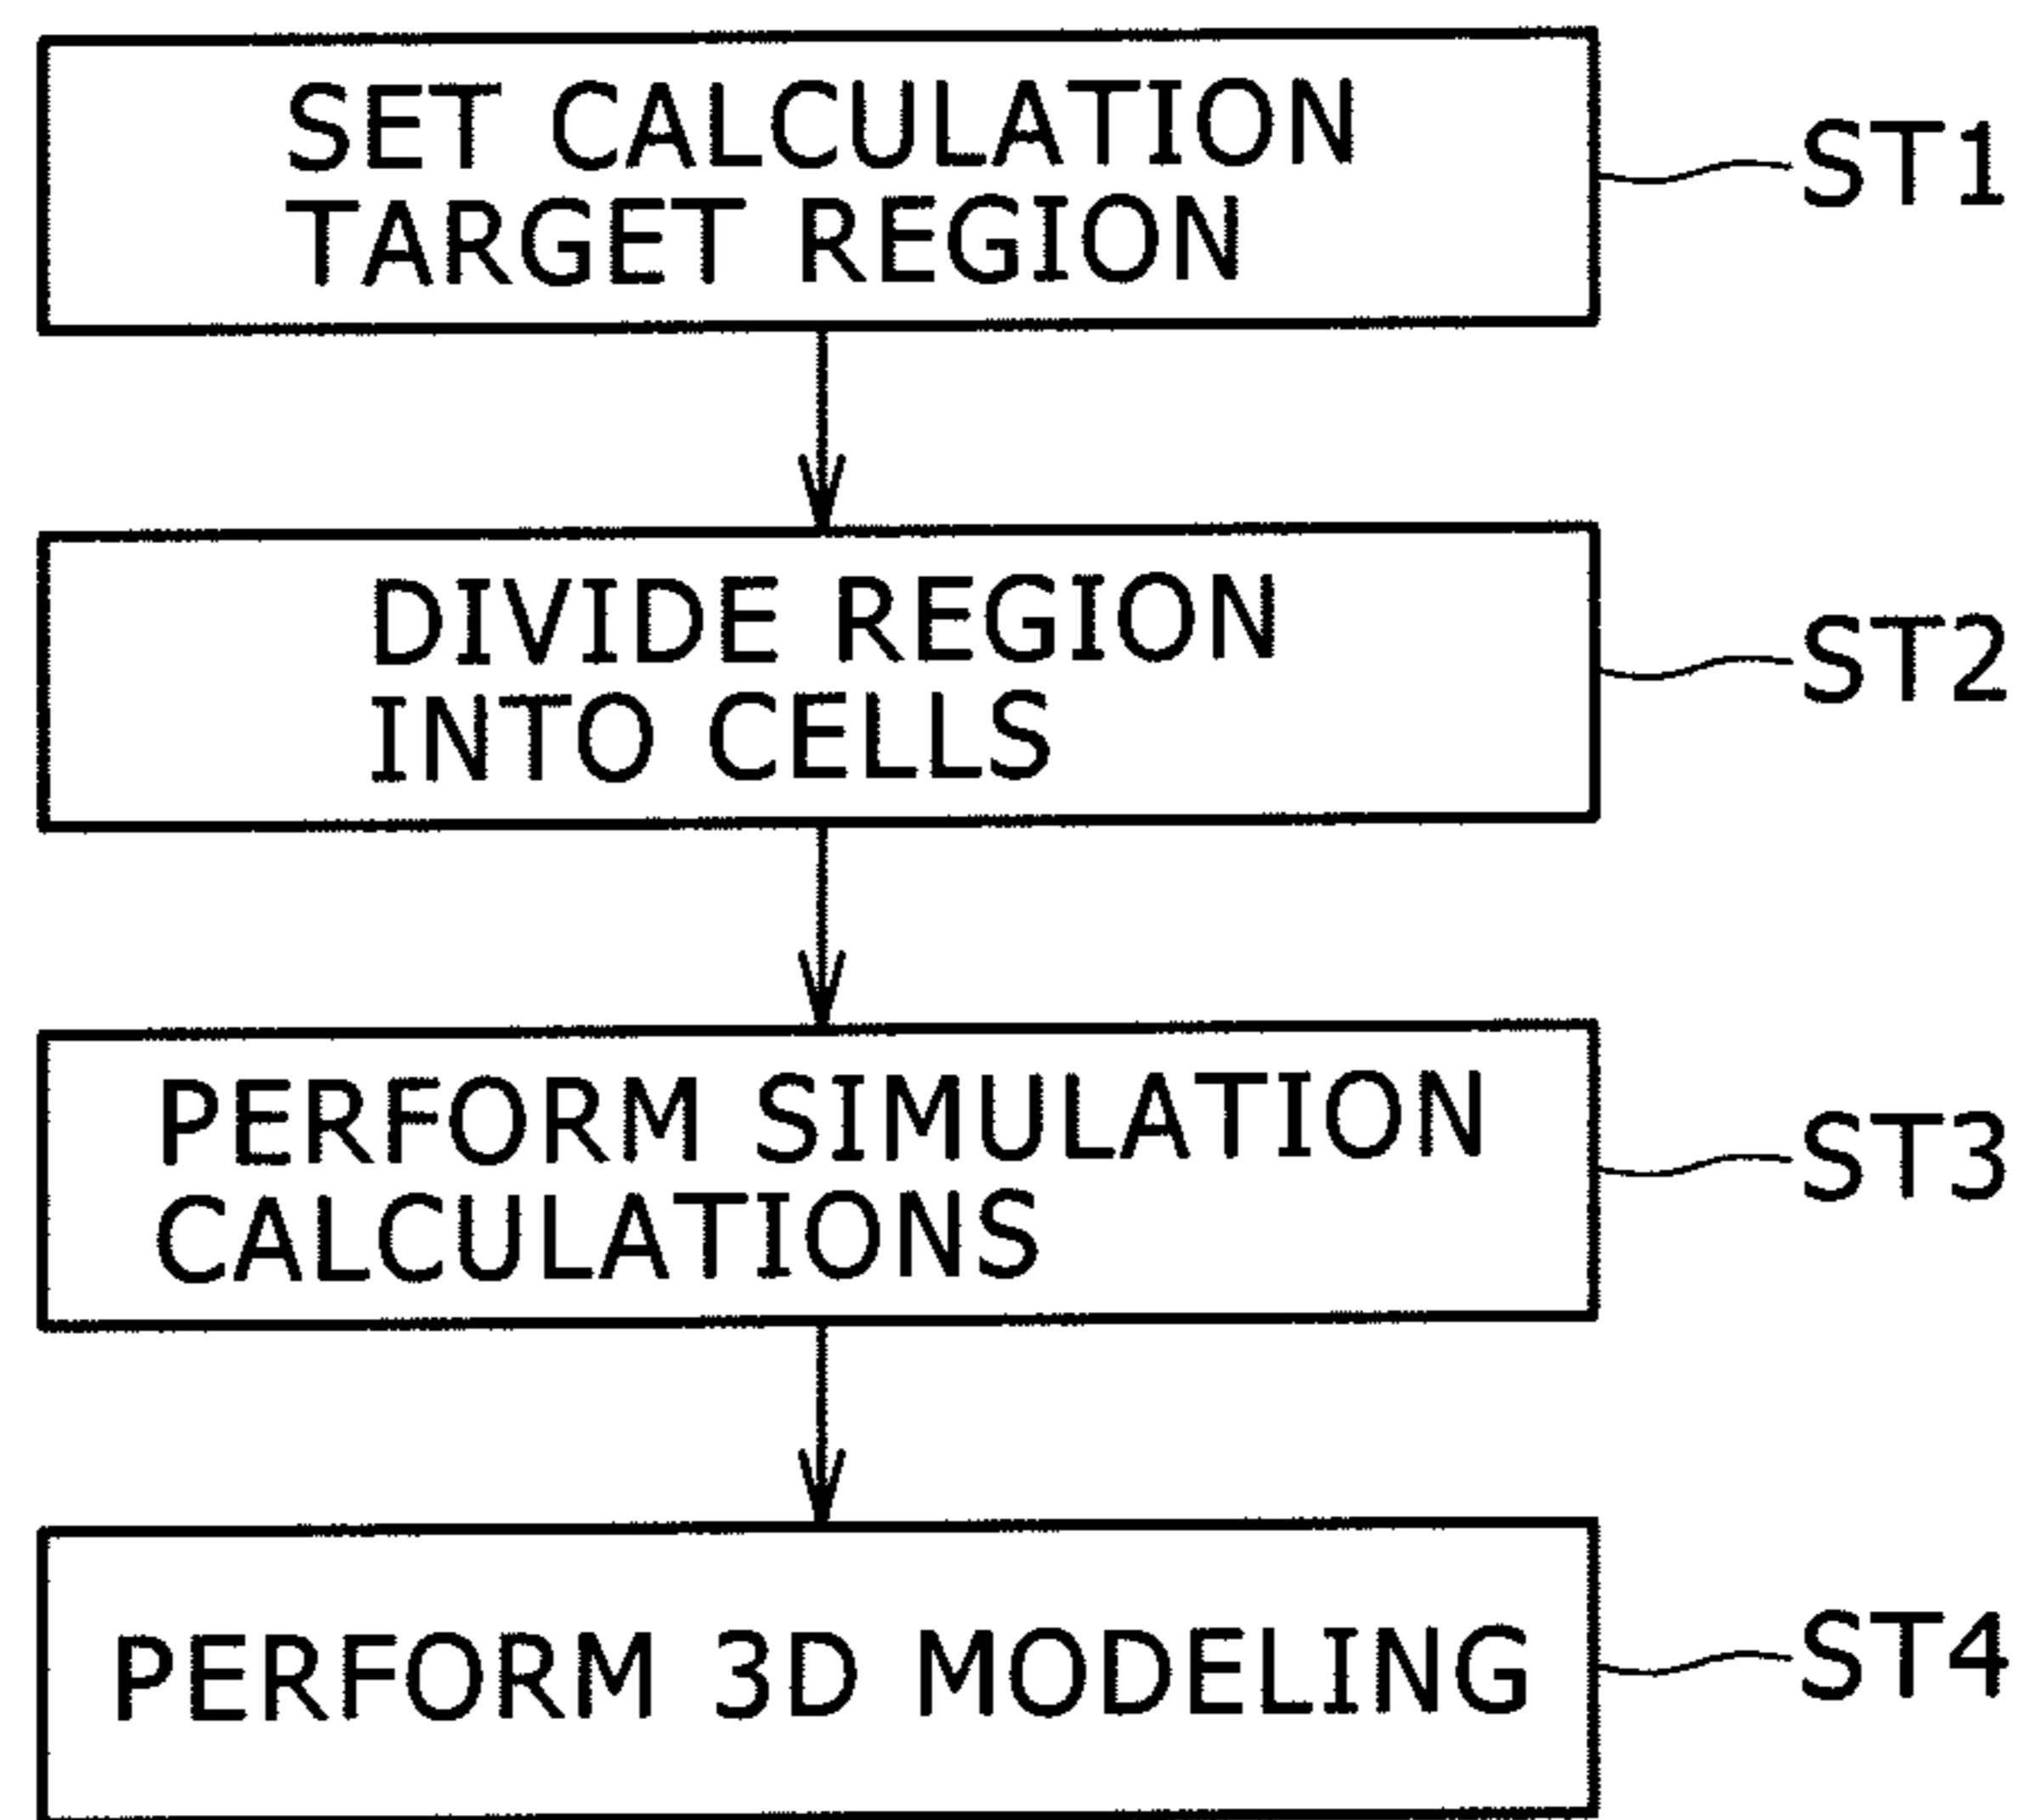 SET CALCULATION
TARGET REGION
ST1
DIVIDE REGION
INTO CELLS
ST2
PERFORM SIMULATION
CALCULATIONS
ST3
PERFORM 3D MODELING
ST4